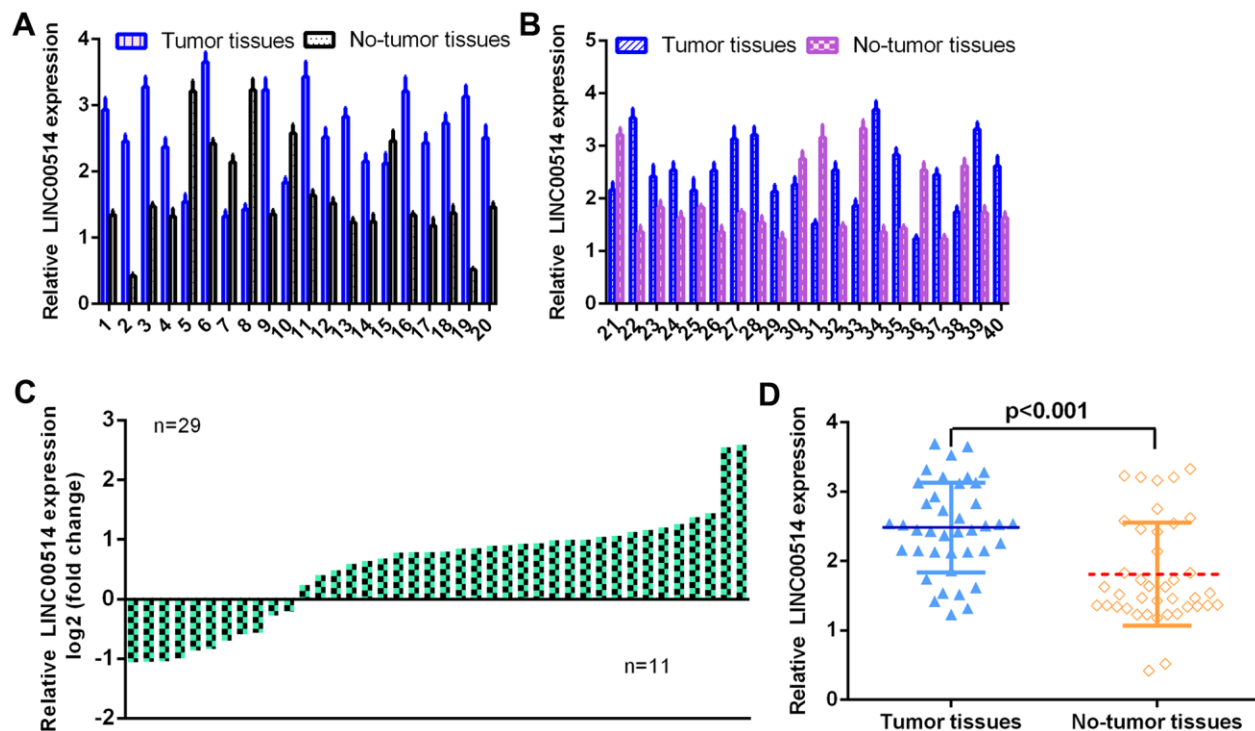 A
Tumor tissues No-tumor tissues
Relative LINC00514 expression
4
3
2
1
0
1 2 3 4 5 6 7 8 9 10 11 12 13 14 15 16 17 18 19 20
B
Tumor tissues No-tumor tissues
Relative LINC00514 expression
5
4
3
2
1
0
21 22 23 24 25 26 27 28 29 30 31 32 33 34 35 36 37 38 39 40
C
Relative LINC00514 expression
log2 (fold change)
3
2
1
0
-1
-2
n=29
n=11
D
p<0.001
Relative LINC00514 expression
4
3
2
1
0
Tumor tissues No-tumor tissues